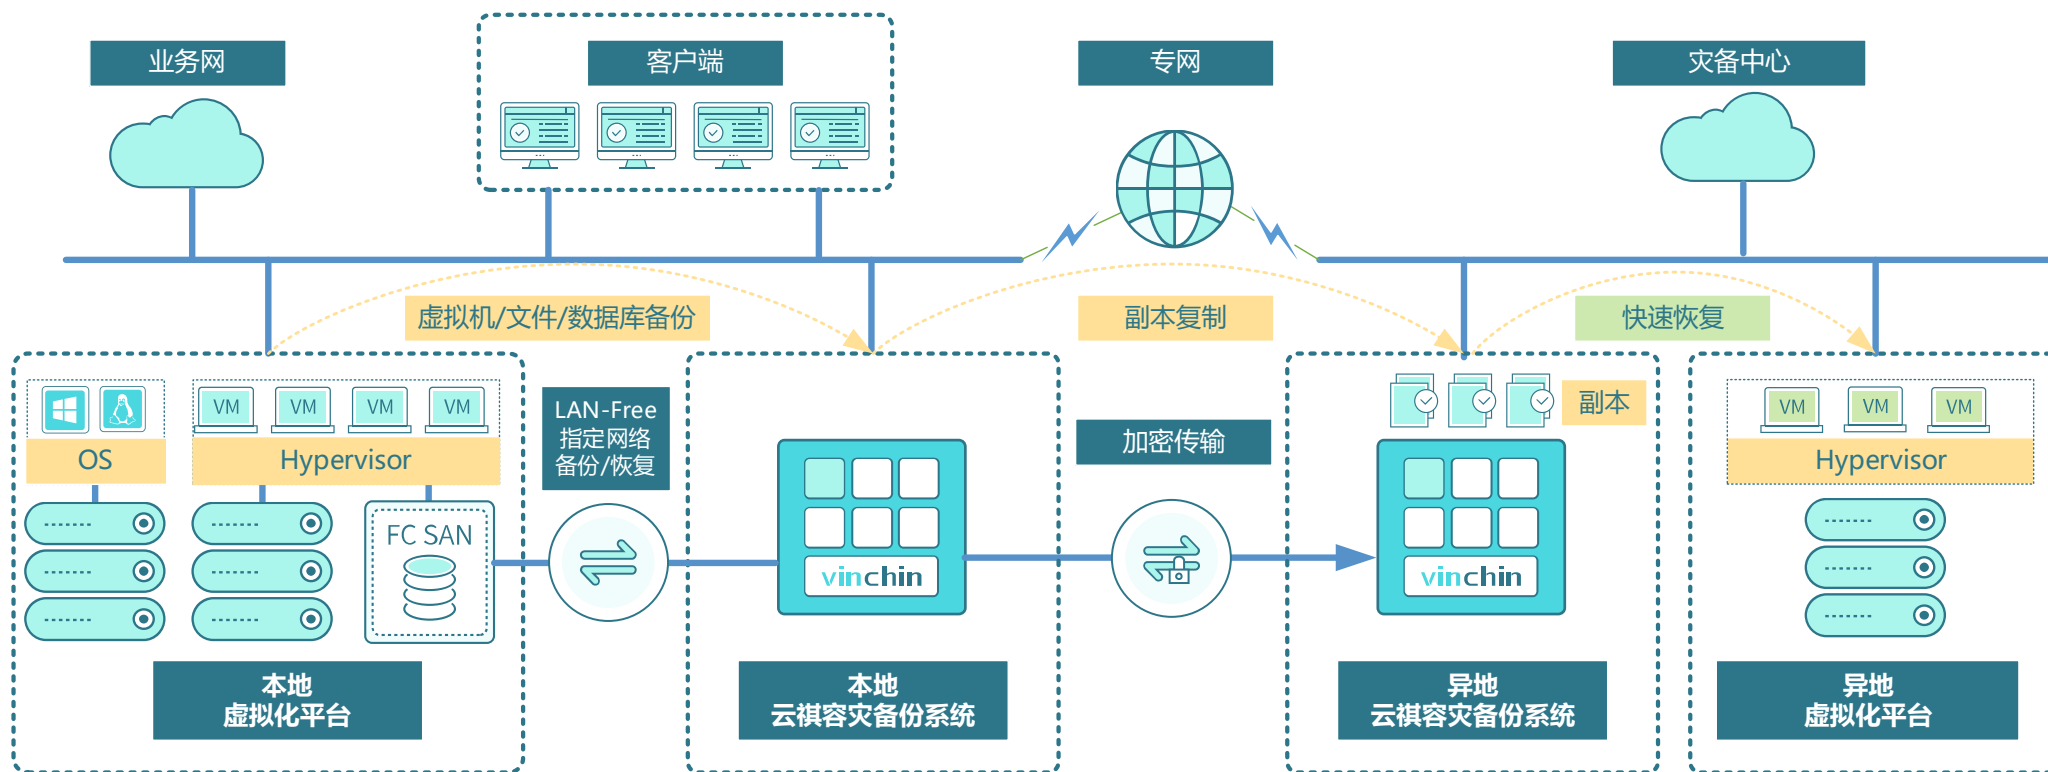 业务网
客户端
专网
灾备中心
虚拟机/文件/数据库备份
副本复制
快速恢复
VM
VM
VM
VM
OS
Hypervisor
FC SAN
LAN-Free
指定网络
备份/恢复
加密传输
副本
VM
VM
VM
Hypervisor
vinchin
vinchin
本地
虚拟化平台
本地
云祺容灾备份系统
异地
云祺容灾备份系统
异地
虚拟化平台